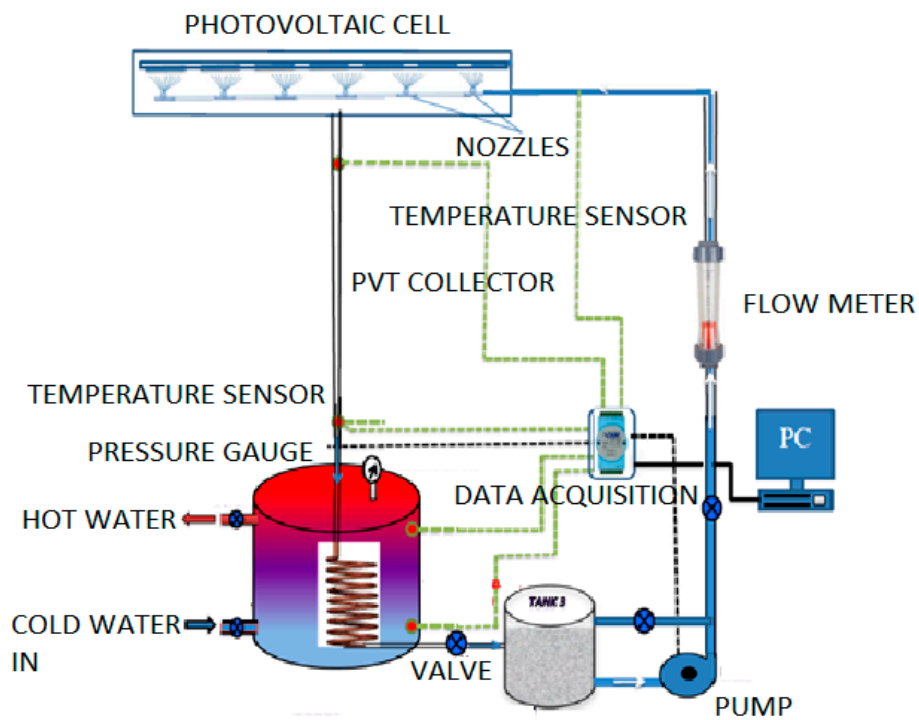 PHOTOVOLTAIC CELL
NOZZLES
TEMPERATURE SENSOR
PVT COLLECTOR
FLOW METER
TEMPERATURE SENSOR
PRESSURE GAUGE
PC
DATA ACQUISITION
HOT WATER
TANK 3
COLD WATER
IN
VALVE
PUMP